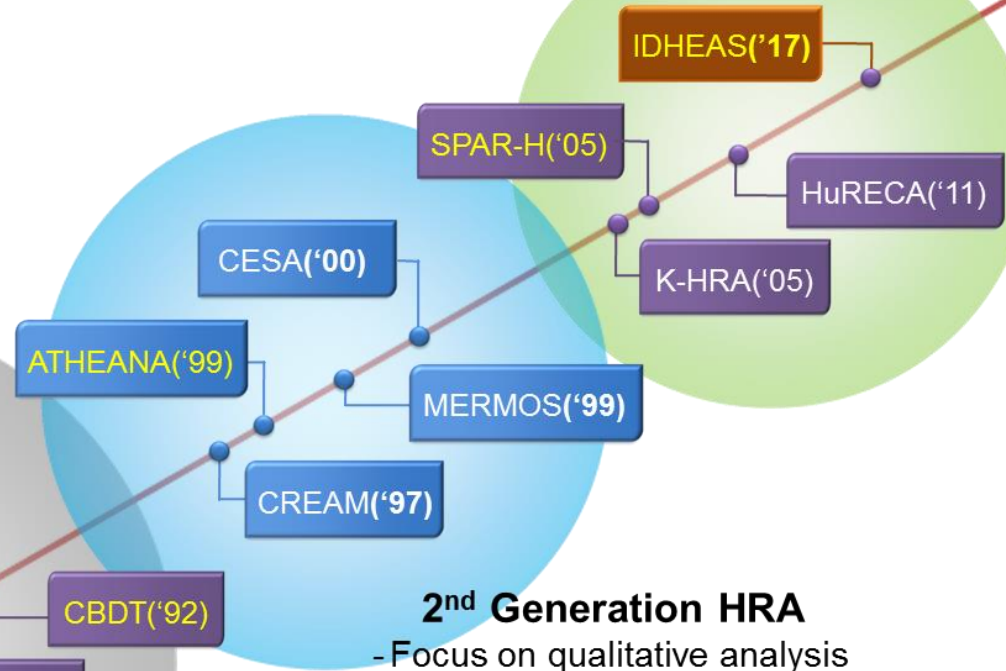 IDHEAS(‘17)
SPAR-H(‘05)
HuRECA(‘11)
CESA(‘00)
K-HRA(‘05)
ATHEANA(‘99)
MERMOS(‘99)
CREAM(‘97)
CBDT(‘92)
2nd Generation HRA
-Focus on qualitative analysis